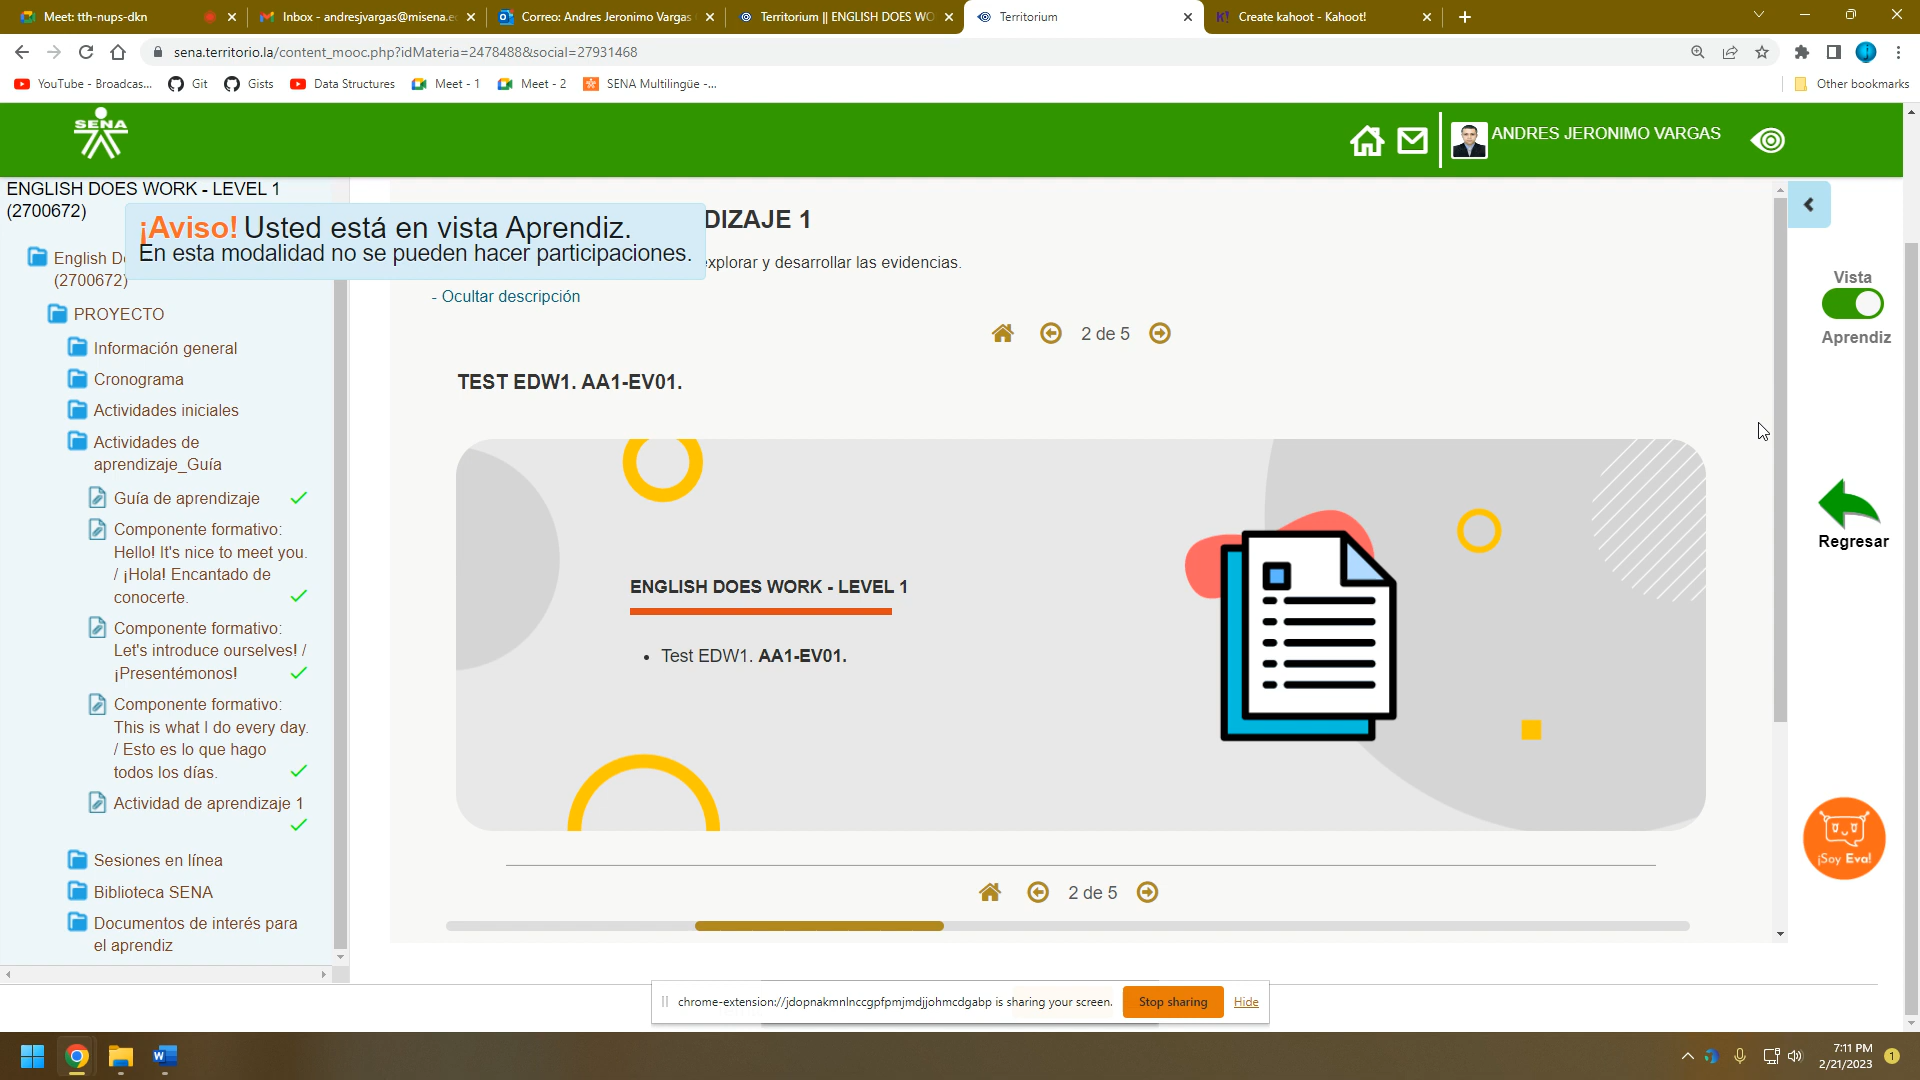 Meet: tth-nups-dkn
Inbox - andresjvargas@misena.e
Correo: Andres Jeronimo Vargas
Territorium || ENGLISH DOES WO
Territorium
Create kahoot - Kahoot!
sena.territorio.la/content_mooc.php?idMateria=2478488&social=27931468
YouTube - Broadcas...
Git
Gists
Data Structures
Meet - 1
Meet - 2
SENA Multilingüe -...
Other bookmarks
SENA
ANDRES JERONIMO VARGAS
ENGLISH DOES WORK - LEVEL 1
(2700672)
¡Aviso! Usted está en vista Aprendiz.
En esta modalidad no se pueden hacer participaciones.
DIZAJE 1
explorar y desarrollar las evidencias.
- Ocultar descripción
English D
(2700672)
PROYECTO
Información general
Cronograma
Actividades iniciales
Actividades de
aprendizaje_Guía
Guía de aprendizaje
Componente formativo:
Hello! It's nice to meet you.
/ ¡Hola! Encantado de
conocerte.
Componente formativo:
Let's introduce ourselves! /
¡Presentémonos!
Componente formativo:
This is what I do every day.
/ Esto es lo que hago
todos los días.
Actividad de aprendizaje 1
Sesiones en línea
Biblioteca SENA
Documentos de interés para
el aprendiz
2 de 5
TEST EDW1. AA1-EV01.
ENGLISH DOES WORK - LEVEL 1
• Test EDW1. AA1-EV01.
2 de 5
Vista
Aprendiz
Regresar
¡Soy Eva!
chrome-extension://jdopnakmnlnccgpfpmjmdjjohmcdgabp is sharing your screen.
Stop sharing
Hide
7:11 PM
2/21/2023
1